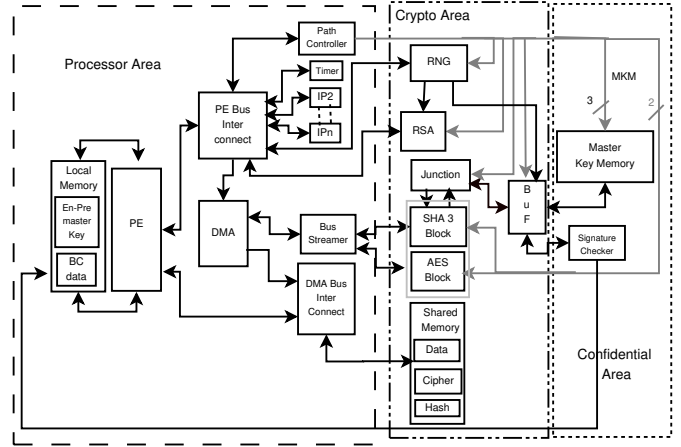 Processor Area
Path
Controller
Crypto Area
RNG
MKM
3
2
Timer
IP2
IPn
PE Bus
Inter
connect
RSA
Master
Key Memory
Local
Memory
En-Pre
master
Key
BC
data
PE
DMA
Bus
Streamer
DMA Bus
Inter
Connect
Junction
SHA 3
Block
AES
Block
B
u
F
Signature
Checker
Shared
Memory
Data
Cipher
Hash
Confidential
Area